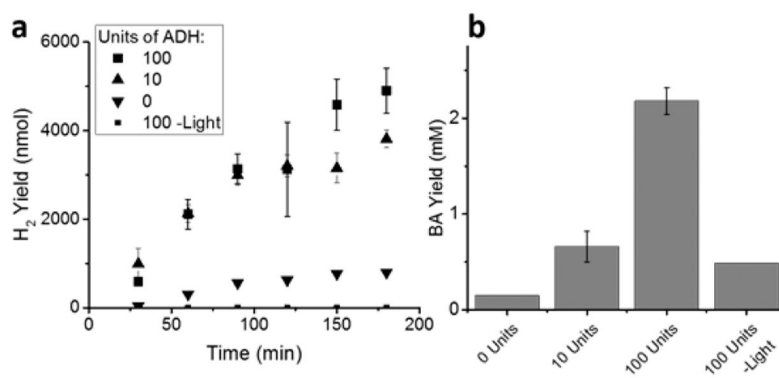 a
Units of ADH:
100
10
0
100 -Light
H2 Yield (nmol)
6000
4000
2000
0
0 50 100 150 200
Time (min)
b
BA Yield (mM)
2
1
0
0 Units
10 Units
100 Units
100 Units
-Light